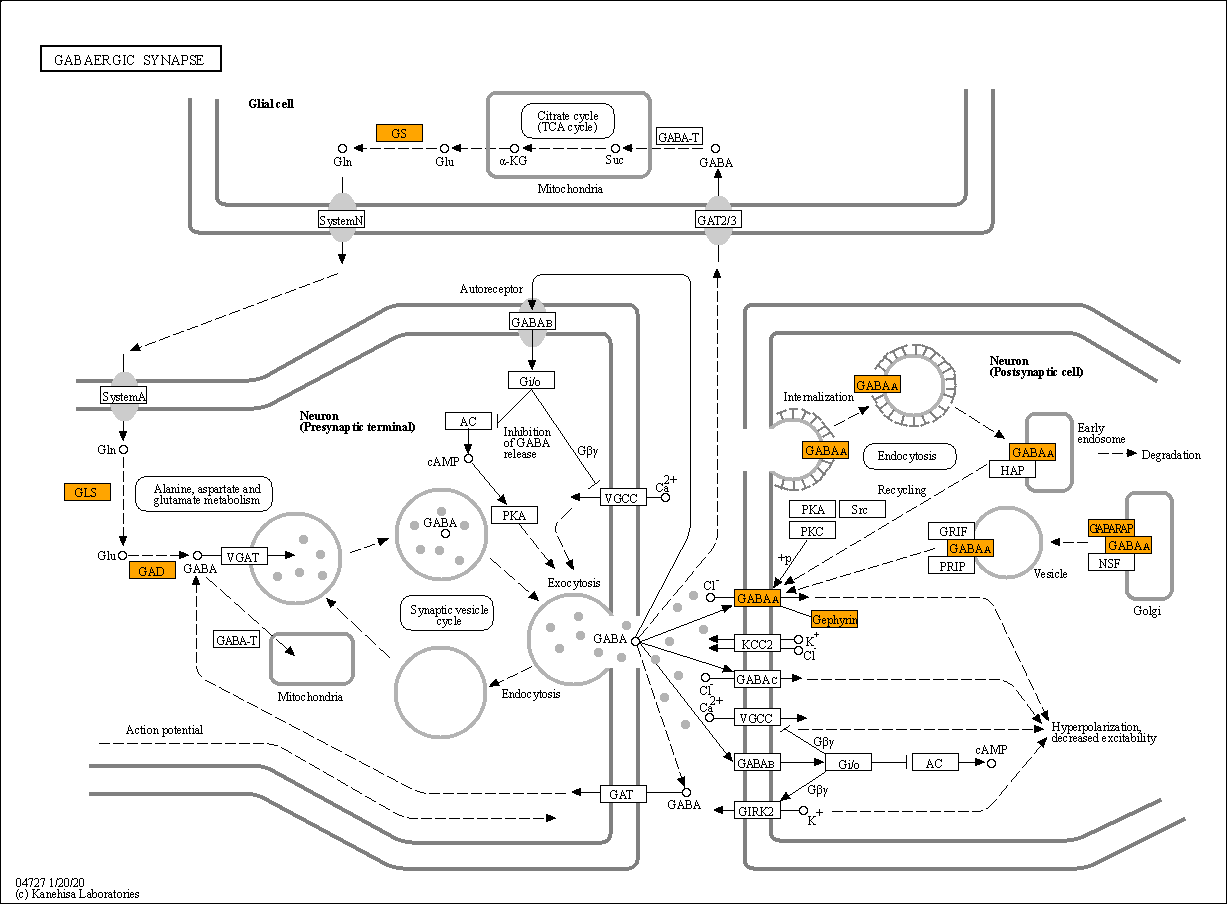 GABAERGIC SYNAPSE
Glial cell
Citrate cycle
(TCA cycle)
GS
GABA-T
Gln
Glu
α-KG
Suc
GABA
Mitochondria
SystemN
GAT2/3
Autoreceptor
GABAB
Neuron
(Postsynaptic cell)
GABAA
Internalization
SystemA
Gi/o
Neuron
(Presynaptic terminal)
AC
Inhibition
of GABA
release
Gβγ
cAMP
Gln
GABAA
Endocytosis
GABAA
HAP
Early
endosome
Degradation
Recycling
GLS
Alanine, aspartate and
glutamate metabolism
VGCC
Ca2+
PKA
GABA
PKA
Src
PKC
+p
GRIF
GABAA
PRIP
Vesicle
GABARAP
GABAA
NSF
Golgi
Glu
GAD
GABA
VGAT
Exocytosis
Synaptic vesicle
cycle
Cl-
GABAA
Gephyrin
GABA-T
Mitochondria
GABA
KCC2
K+
Cl-
Endocytosis
Cl-
GABAC
Ca2+
VGCC
Hyperpolarization,
decreased excitability
Action potential
Gβγ
GABAB
Gi/o
AC
cAMP
Gβγ
GAT
GABA
GIRK2
K+
04727 1/20/20
(c) Kanehisa Laboratories